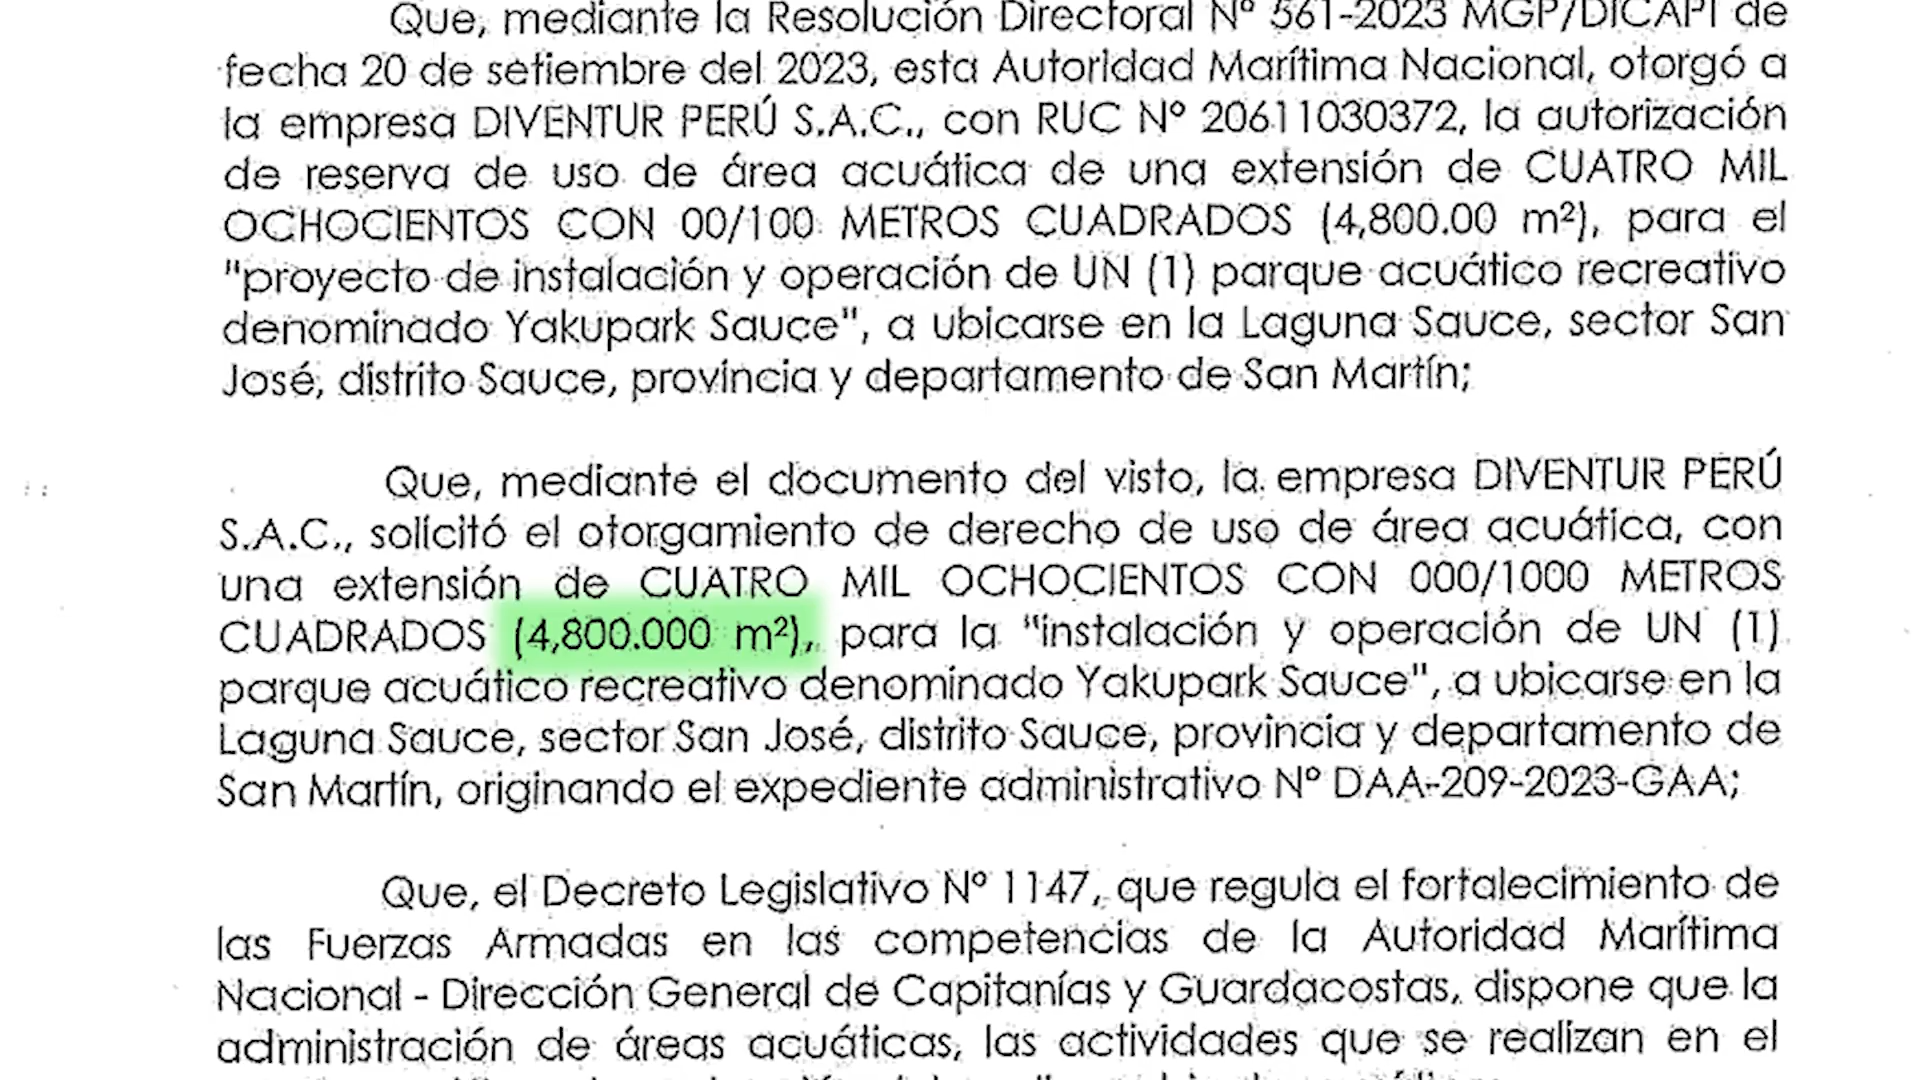 Que, mediante la Resolución Directoral Nº 561-2023 MGP/DICAPI de
fecha 20 de setiembre del 2023, esta Autoridad Marítima Nacional, otorgó a
la empresa DIVENTUR PERÚ S.A.C., con RUC Nº 20611030372, la autorización
de reserva de uso de área acuática de una extensión de CUATRO MIL
OCHOCIENTOS CON 00/100 METROS CUADRADOS (4,800.00 m²), para el
"proyecto de instalación y operación de UN (1) parque acuático recreativo
denominado Yakupark Sauce", a ubicarse en la Laguna Sauce, sector San
José, distrito Sauce, provincia y departamento de San Martín;
Que, mediante el documento del visto, la empresa DIVENTUR PERÚ
S.A.C., solicitó el otorgamiento de derecho de uso de área acuática, con
una extensión de CUATRO MIL OCHOCIENTOS CON 000/1000 METROS
CUADRADOS (4,800.000 m²), para la "instalación y operación de UN (1)
parque acuático recreativo denominado Yakupark Sauce", a ubicarse en la
Laguna Sauce, sector San José, distrito Sauce, provincia y departamento de
San Martín, originando el expediente administrativo Nº DAA-209-2023-GAA;
Que, el Decreto Legislativo Nº 1147, que regula el fortalecimiento de
las Fuerzas Armadas en las competencias de la Autoridad Marítima
Nacional - Dirección General de Capitanías y Guardacostas, dispone que la
administración de áreas acuáticas, las actividades que se realizan en el